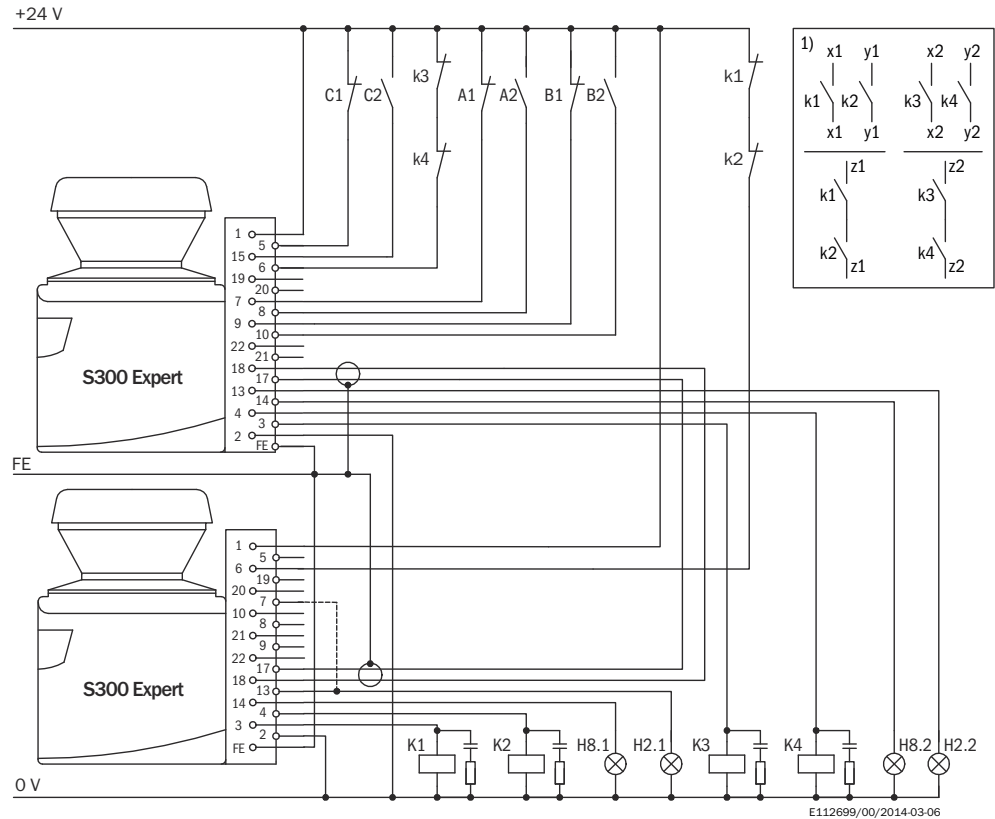 +24 V
1)
x1 y1 x2 y2
k1 k2 k3 k4
x1 y1 x2 y2
z1 z2
k1 k3
k2 k4
z1 z2
C1 C2 k3 A1 A2 B1 B2 k1
k4 k2
1
5
15
6
19
20
7
8
9
10
22
21
18
17
13
14
4
3
2
FE
S300 Expert
FE
1
5
6
19
20
7
10
8
21
9
22
17
18
13
14
4
3
2
FE
S300 Expert
K1 K2 H8.1 H2.1 K3 K4 H8.2 H2.2
0 V
E112699/00/2014-03-06